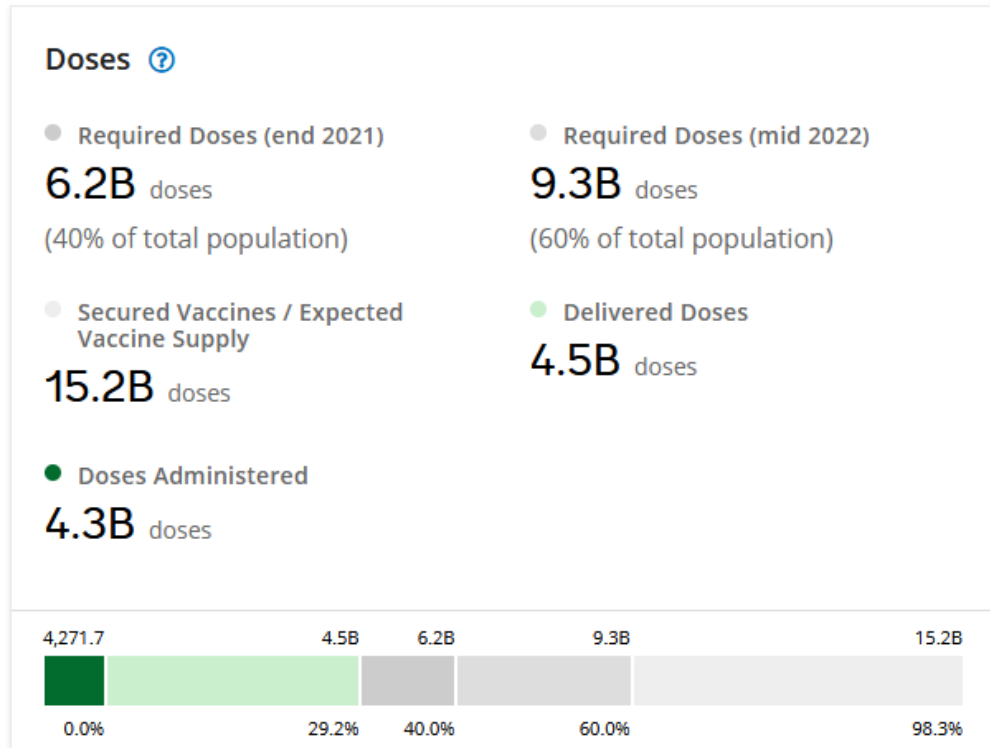 Doses ?
Required Doses (end 2021)
6.2B doses
(40% of total population)
Required Doses (mid 2022)
9.3B doses
(60% of total population)
Secured Vaccines / Expected
Vaccine Supply
15.2B doses
Delivered Doses
4.5B doses
Doses Administered
4.3B doses
4,271.7 4.5B 6.2B 9.3B 15.2B
0.0% 29.2% 40.0% 60.0% 98.3%